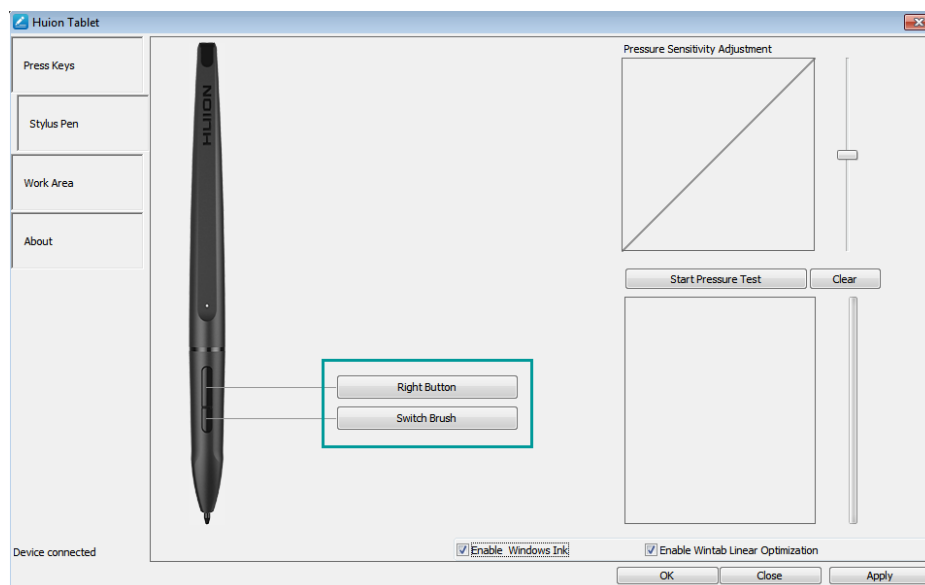 Huion Tablet
Press Keys
Stylus Pen
Work Area
About
Device connected
HUION
Right Button
Switch Brush
Pressure Sensitivity Adjustment
Start Pressure Test
Clear
Enable Windows Ink
Enable Wintab Linear Optimization
OK
Close
Apply